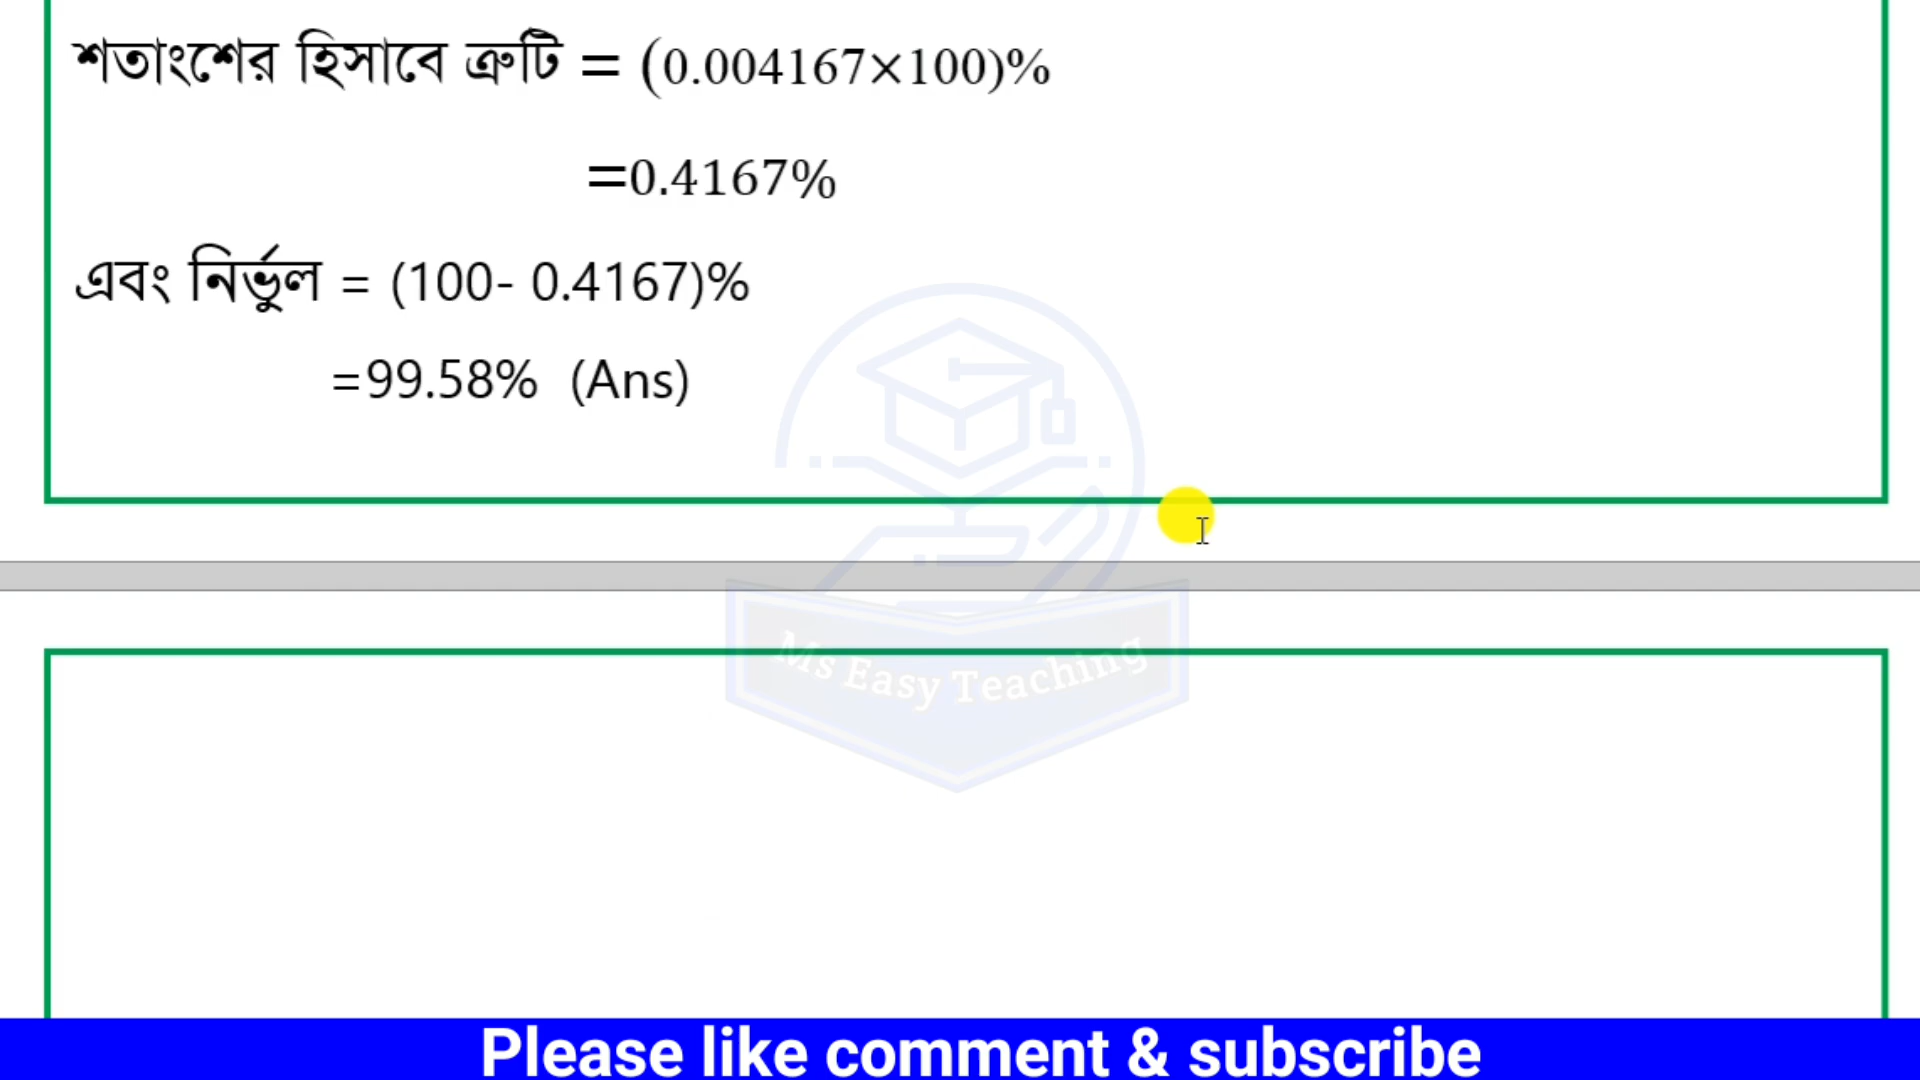 শতাংশের হিসাবে ত্রুটি = (0.004167×100)%
=0.4167%
এবং নির্ভুল = (100- 0.4167)%
=99.58% (Ans)
Ms Easy Teaching
Please like comment & subscribe